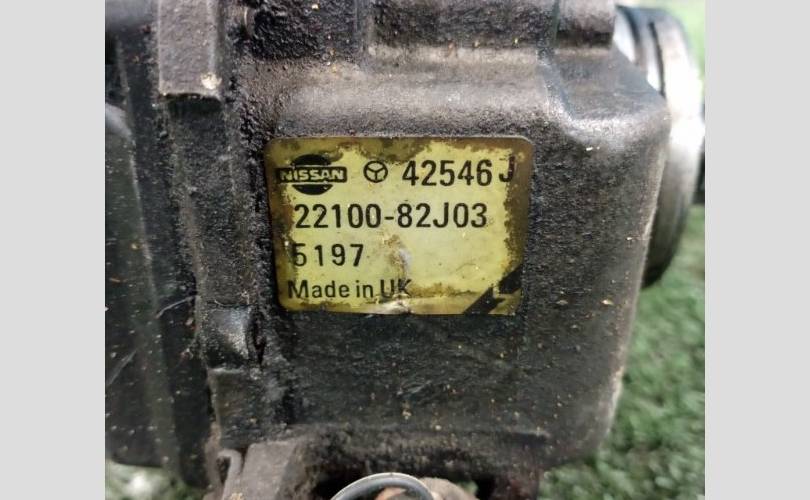 NISSAN 42546J
22100-82J03
5197
Made in UK